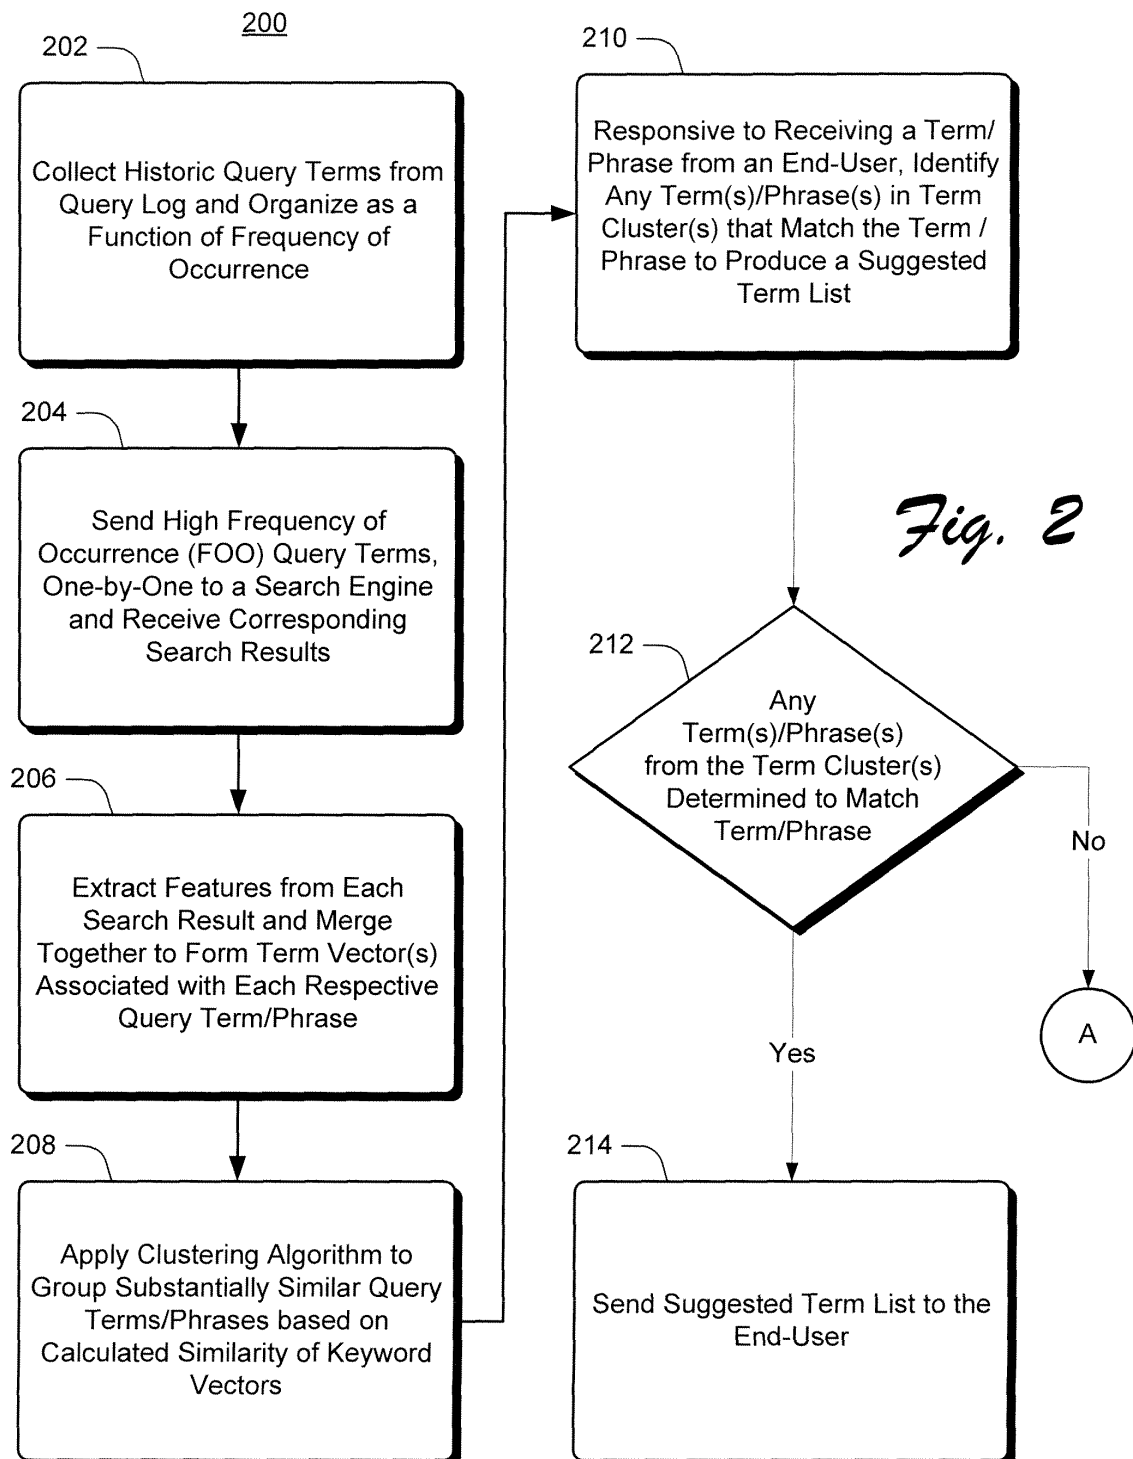 200
202
Collect Historic Query Terms from
Query Log and Organize as a
Function of Frequency of
Occurrence
204
Send High Frequency of
Occurrence (FOO) Query Terms,
One-by-One to a Search Engine
and Receive Corresponding
Search Results
206
Extract Features from Each
Search Result and Merge
Together to Form Term Vector(s)
Associated with Each Respective
Query Term/Phrase
208
Apply Clustering Algorithm to
Group Substantially Similar Query
Terms/Phrases based on
Calculated Similarity of Keyword
Vectors
210
Responsive to Receiving a Term/
Phrase from an End-User, Identify
Any Term(s)/Phrase(s) in Term
Cluster(s) that Match the Term /
Phrase to Produce a Suggested
Term List
Fig. 2
212
Any
Term(s)/Phrase(s)
from the Term Cluster(s)
Determined to Match
Term/Phrase
No
A
Yes
214
Send Suggested Term List to the
End-User